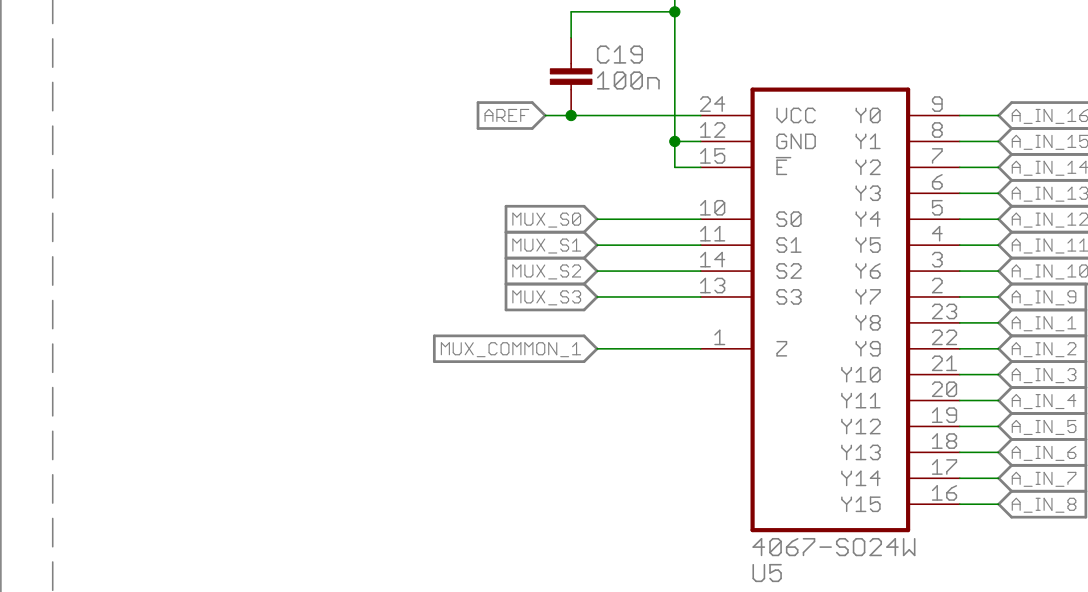 C19
100n
AREF
24 VCC Y0 9 A_IN_16
12 GND Y1 8 A_IN_15
15 E Y2 7 A_IN_14
Y3 6 A_IN_13
MUX_S0 10 S0 Y4 5 A_IN_12
MUX_S1 11 S1 Y5 4 A_IN_11
MUX_S2 14 S2 Y6 3 A_IN_10
MUX_S3 13 S3 Y7 2 A_IN_9
Y8 23 A_IN_1
MUX_COMMON_1 1 Z Y9 22 A_IN_2
Y10 21 A_IN_3
Y11 20 A_IN_4
Y12 19 A_IN_5
Y13 18 A_IN_6
Y14 17 A_IN_7
Y15 16 A_IN_8
4067-SO24W
U5